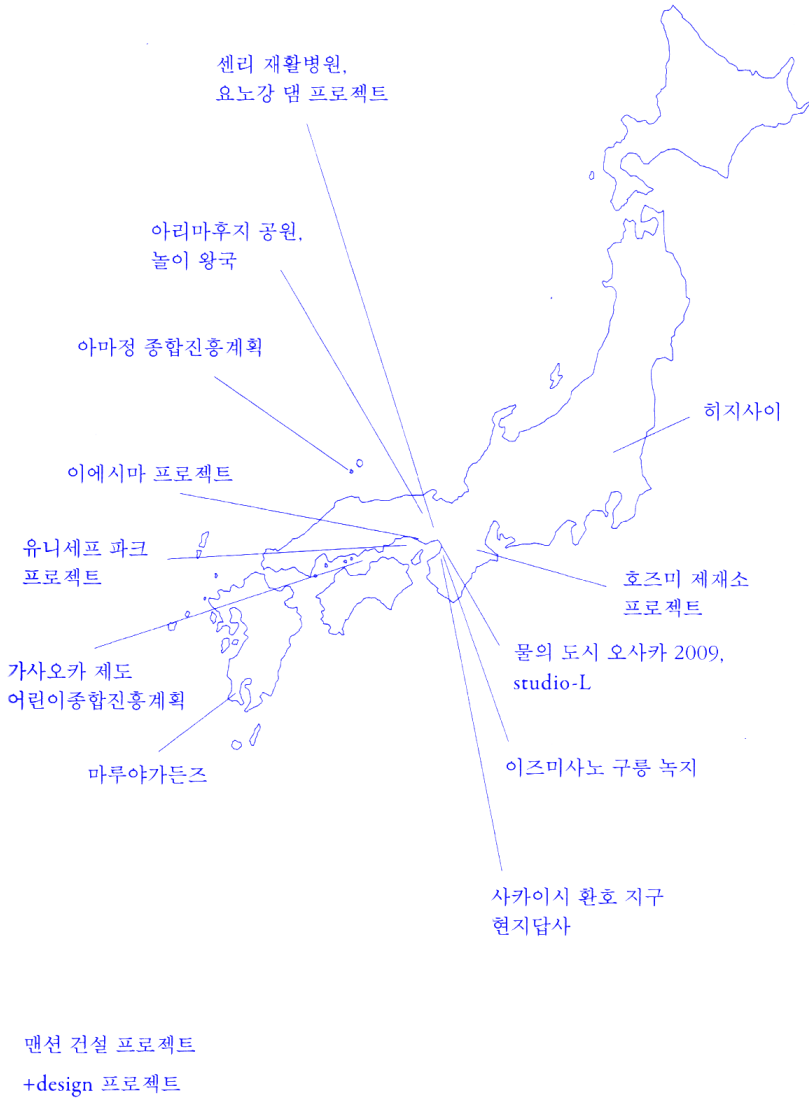 센리 재활병원,
요노강 댐 프로젝트
아리마후지 공원,
놀이 왕국
아마정 종합진흥계획
히지사이
이에시마 프로젝트
유니세프 파크
프로젝트
호즈미 제재소
프로젝트
물의 도시 오사카 2009,
studio-L
가사오카 제도
어린이종합진흥계획
마루야가든즈
이즈미사노 구릉 녹지
사카이시 환호 지구
현지답사
맨션 건설 프로젝트
+design 프로젝트